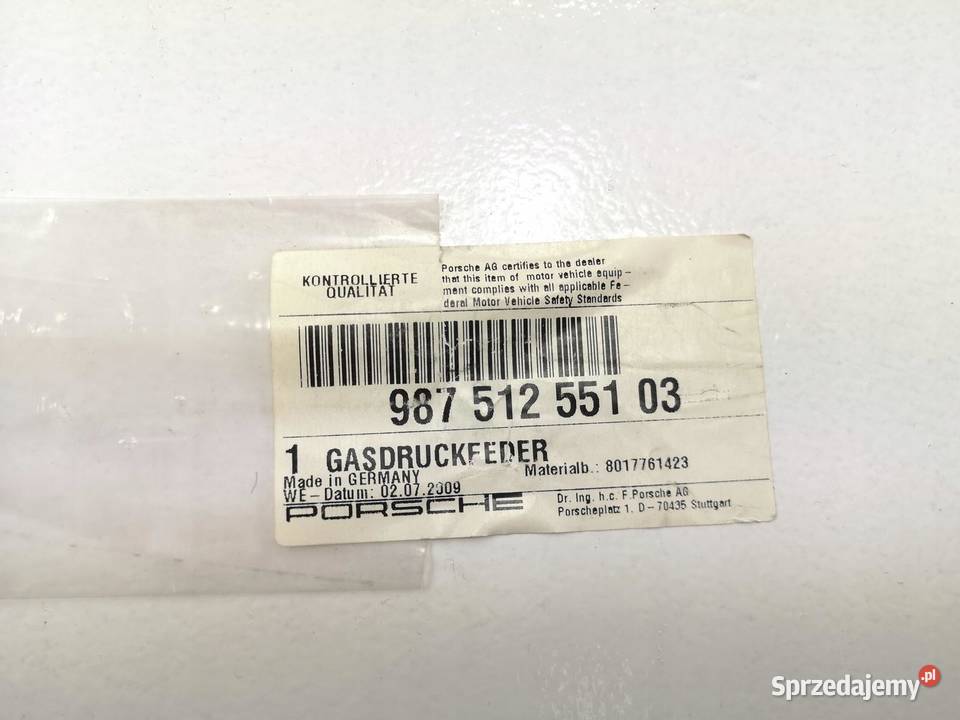 KONTROLLIERTE
QUALITÄT
Porsche AG certifies to the dealer
that this item of motor vehicle equip-
ment complies with all applicable Fe-
deral Motor Vehicle Safety Standards
987 512 551 03
1 GASDRUCKFEDER
Materialb.: 8017761423
Made in GERMANY
WE-Datum: 02.07.2009
PORSCHE
Dr. Ing. h.c. F.Porsche AG
Porscheplatz 1, D-70435 Stuttgart
Sprzedajemy.pl